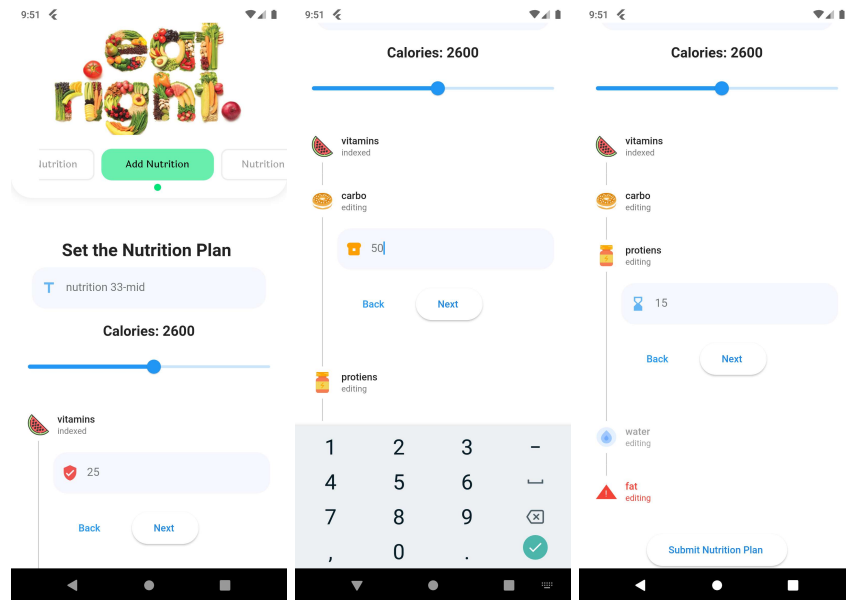 9:51
eat
right.
Nutrition
Add Nutrition
Nutrition
Set the Nutrition Plan
nutrition 33-mid
Calories: 2600
vitamins
indexed
25
Back
Next
9:51
Calories: 2600
vitamins
indexed
carbo
editing
50
Back
Next
protiens
editing
1 2 3 –
4 5 6
7 8 9
, 0 .
9:51
Calories: 2600
vitamins
indexed
carbo
editing
protiens
editing
15
Back
Next
water
editing
fat
editing
Submit Nutrition Plan